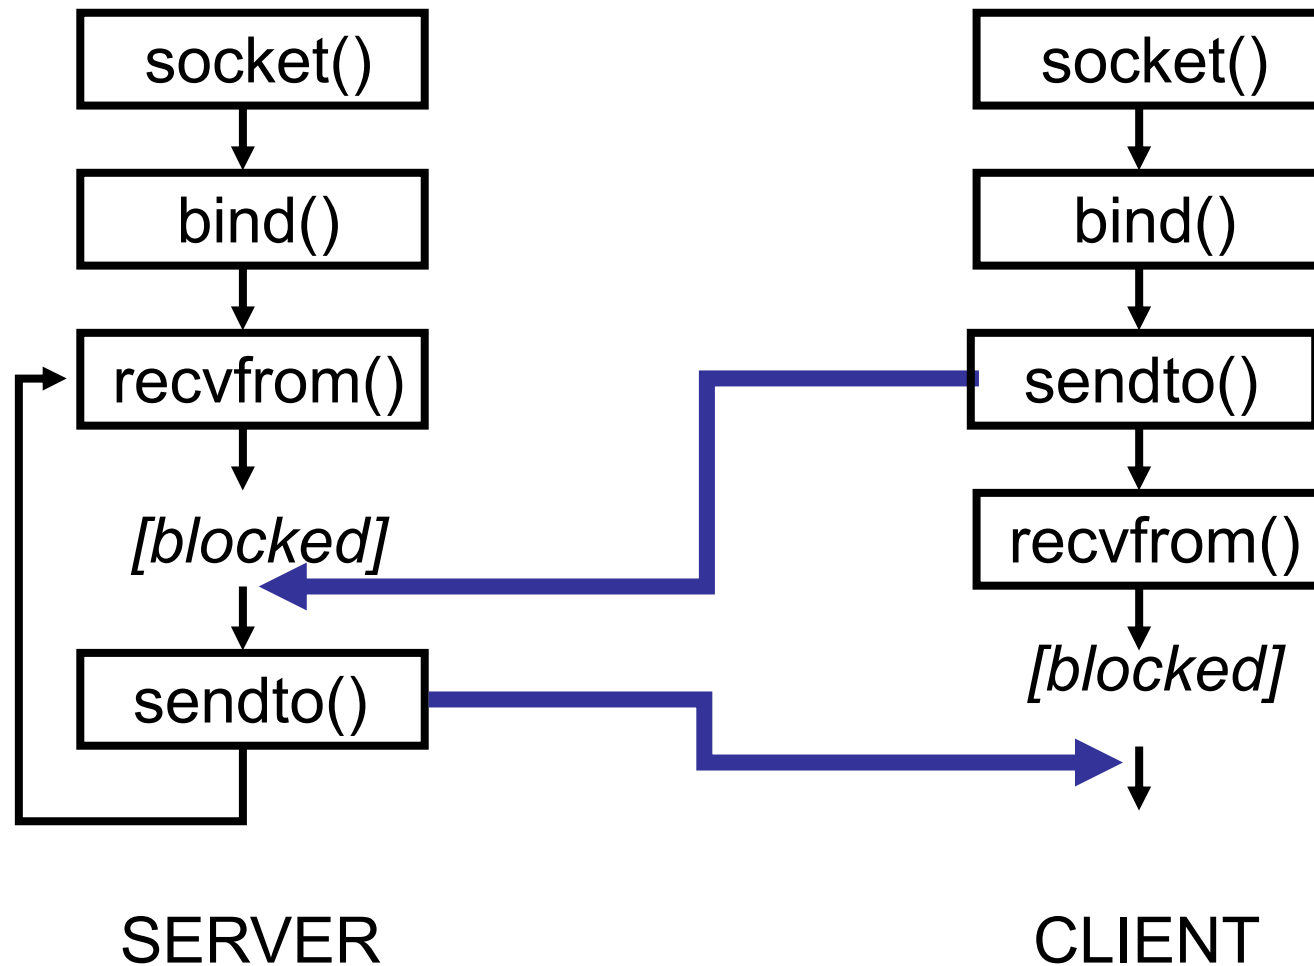 socket()
bind()
recvfrom()
[blocked]
sendto()
SERVER
socket()
bind()
sendto()
recvfrom()
[blocked]
CLIENT